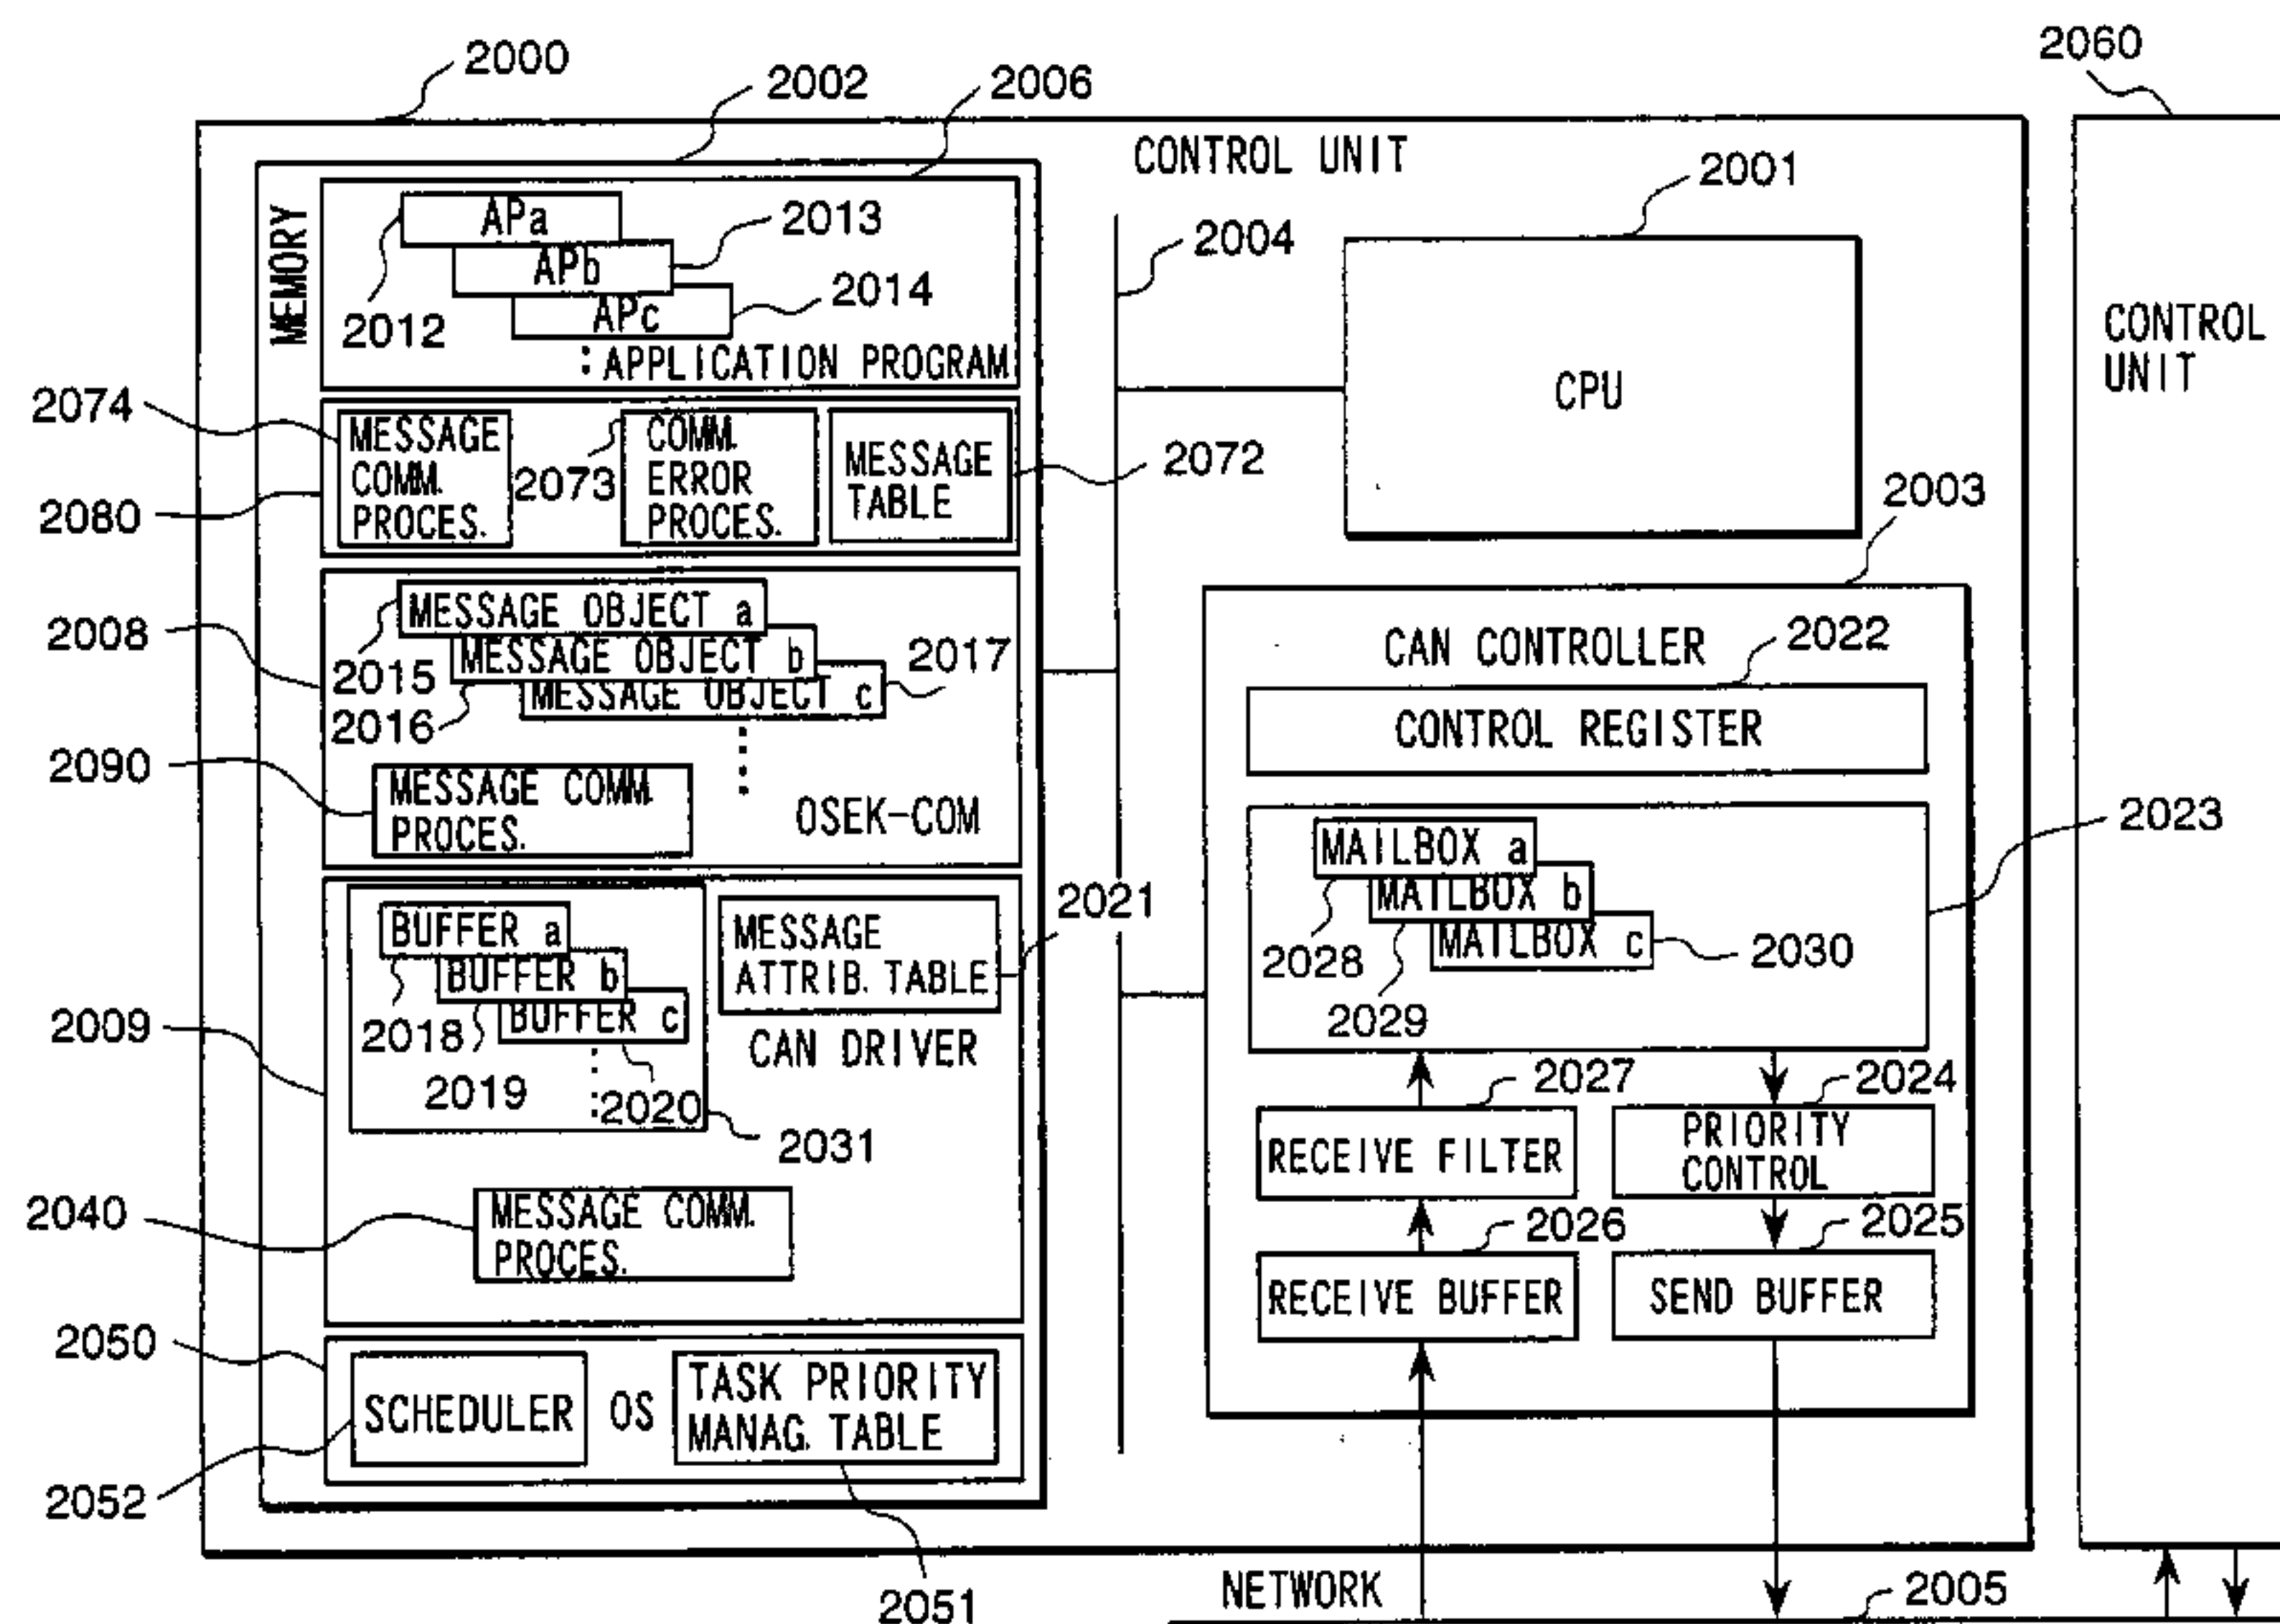 2000
2002
2006
2060
CONTROL UNIT
2001
MEMORY
APa
2013
2004
APb
2014
2012
APc
: APPLICATION PROGRAM
CONTROL
UNIT
CPU
2074
MESSAGE
COMM.
PROCES.
2073
COMM.
ERROR
PROCES.
MESSAGE
TABLE
2072
2080
2003
2008
MESSAGE OBJECT a
2015
MESSAGE OBJECT b
2017
2016
MESSAGE OBJECT c
2090
MESSAGE COMM.
PROCES.
OSEK-COM
CAN CONTROLLER
2022
CONTROL REGISTER
2023
MAILBOX a
MAILBOX b
2028
MAILBOX c
2030
2029
2021
BUFFER a
BUFFER b
2018
BUFFER c
2019
2020
2031
MESSAGE
ATTRIB. TABLE
CAN DRIVER
2009
2027
2024
RECEIVE FILTER
PRIORITY
CONTROL
2040
MESSAGE COMM.
PROCES.
2026
2025
RECEIVE BUFFER
SEND BUFFER
2050
SCHEDULER
OS
TASK PRIORITY
MANAG. TABLE
2052
2051
NETWORK
2005